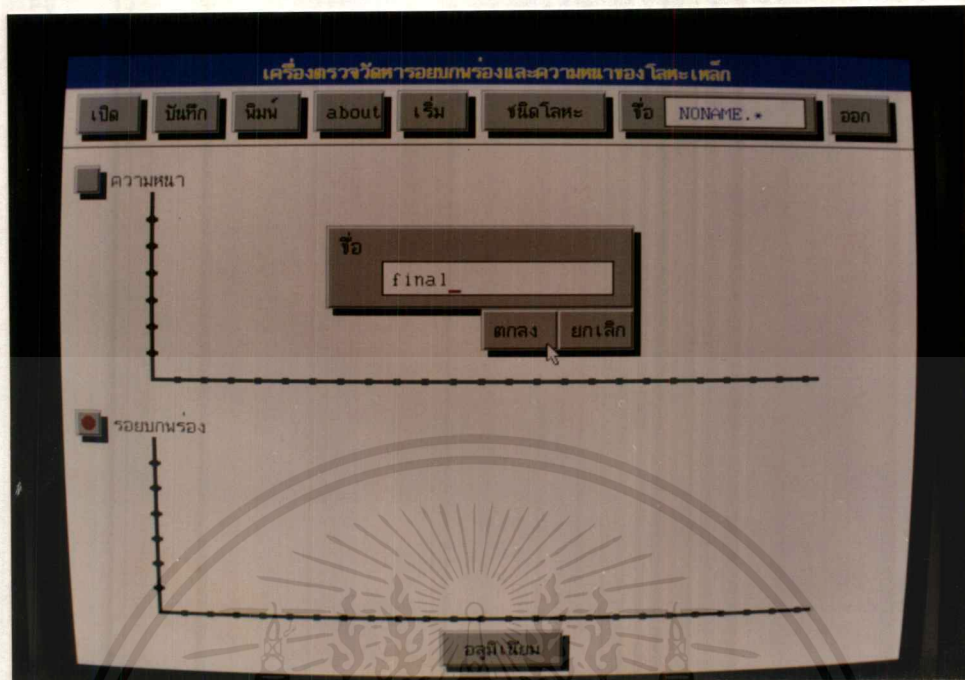 เครื่องตรวจวัดหารอยบกพร่องและความหนาของโลหะเหล็ก
เปิด บันทึก พิมพ์ about เริ่ม ชนิดโลหะ ชื่อ NONAME.* ออก
ความหนา
ชื่อ
final_
ตกลง ยกเลิก
รอยบกพร่อง
อลูมิเนียม